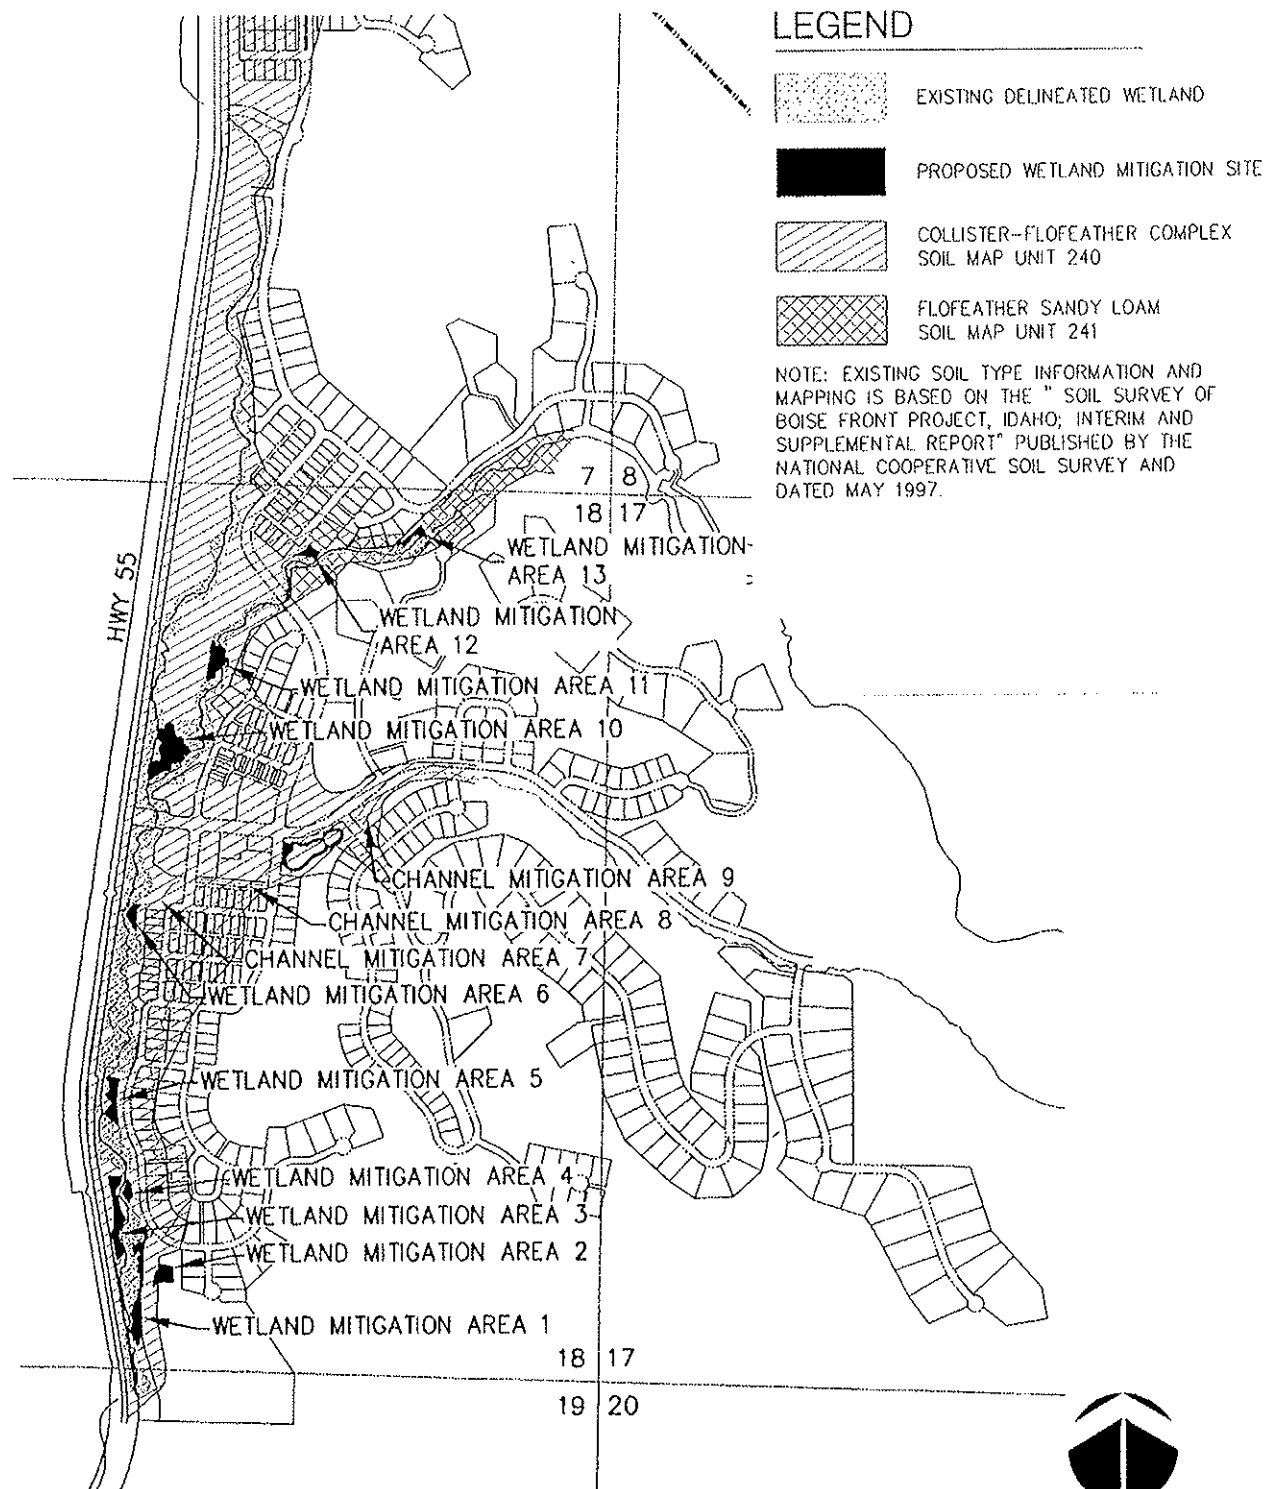 LEGEND
EXISTING DELINEATED WETLAND
PROPOSED WETLAND MITIGATION SITE
COLLISTER-FLOFEATHER COMPLEX
SOIL MAP UNIT 240
FLOFEATHER SANDY LOAM
SOIL MAP UNIT 241
NOTE: EXISTING SOIL TYPE INFORMATION AND
MAPPING IS BASED ON THE " SOIL SURVEY OF
BOISE FRONT PROJECT, IDAHO; INTERIM AND
SUPPLEMENTAL REPORT" PUBLISHED BY THE
NATIONAL COOPERATIVE SOIL SURVEY AND
DATED MAY 1997.
7 8
18 17
HWY 55
WETLAND MITIGATION
AREA 13
WETLAND MITIGATION
AREA 12
WETLAND MITIGATION AREA 11
WETLAND MITIGATION AREA 10
CHANNEL MITIGATION AREA 9
CHANNEL MITIGATION AREA 8
CHANNEL MITIGATION AREA 7
WETLAND MITIGATION AREA 6
WETLAND MITIGATION AREA 5
WETLAND MITIGATION AREA 4
WETLAND MITIGATION AREA 3
WETLAND MITIGATION AREA 2
WETLAND MITIGATION AREA 1
18 17
19 20